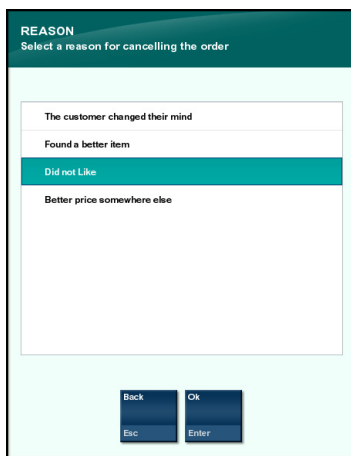 REASON
Select a reason for cancelling the order
The customer changed their mind
Found a better item
Did not Like
Better price somewhere else
Back Ok
Esc Enter